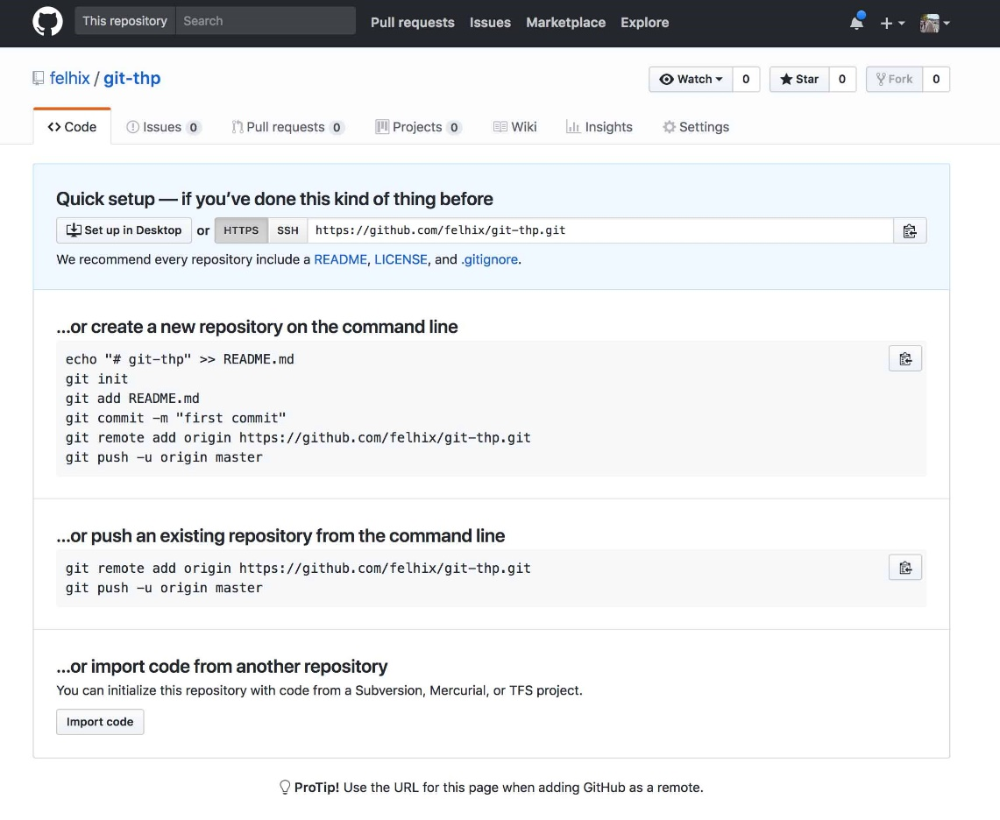 This repository Search Pull requests Issues Marketplace Explore
felhix / git-thp Watch 0 Star 0 Fork 0
Code Issues 0 Pull requests 0 Projects 0 Wiki Insights Settings
Quick setup — if you’ve done this kind of thing before
Set up in Desktop or HTTPS SSH https://github.com/felhix/git-thp.git
We recommend every repository include a README, LICENSE, and .gitignore.
…or create a new repository on the command line
echo "# git-thp" >> README.md
git init
git add README.md
git commit -m "first commit"
git remote add origin https://github.com/felhix/git-thp.git
git push -u origin master
…or push an existing repository from the command line
git remote add origin https://github.com/felhix/git-thp.git
git push -u origin master
…or import code from another repository
You can initialize this repository with code from a Subversion, Mercurial, or TFS project.
Import code
ProTip! Use the URL for this page when adding GitHub as a remote.